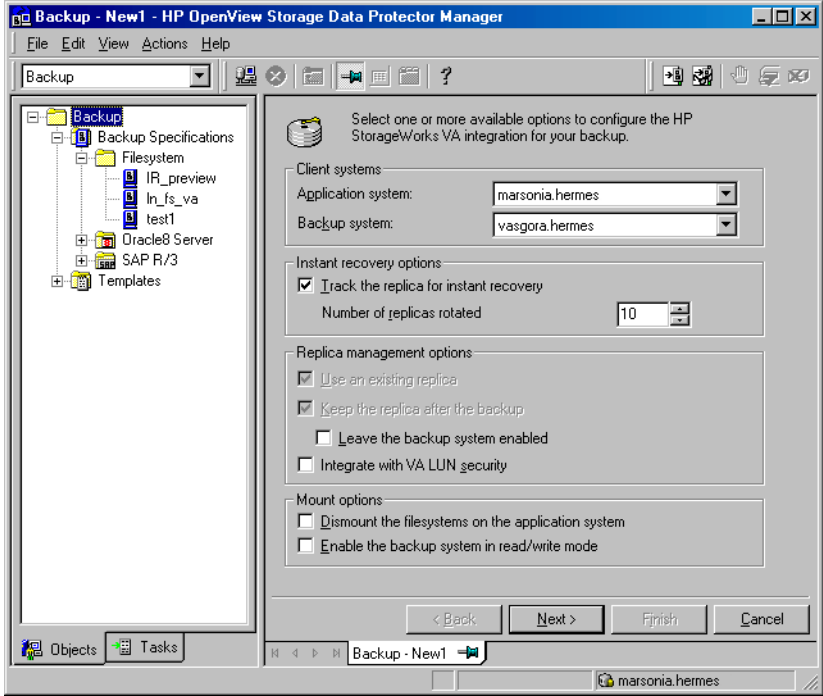 Backup - New1 - HP OpenView Storage Data Protector Manager
File Edit View Actions Help
Backup
Backup
Backup Specifications
Filesystem
IR_preview
In_fs_va
test1
Oracle8 Server
SAP R/3
Templates
Objects
Tasks
Select one or more available options to configure the HP
StorageWorks VA integration for your backup.
Client systems
Application system: marsonia.hermes
Backup system: vasgora.hermes
Instant recovery options
Track the replica for instant recovery
Number of replicas rotated 10
Replica management options
Use an existing replica
Keep the replica after the backup
Leave the backup system enabled
Integrate with VA LUN security
Mount options
Dismount the filesystems on the application system
Enable the backup system in read/write mode
< Back Next > Finish Cancel
Backup - New1
marsonia.hermes